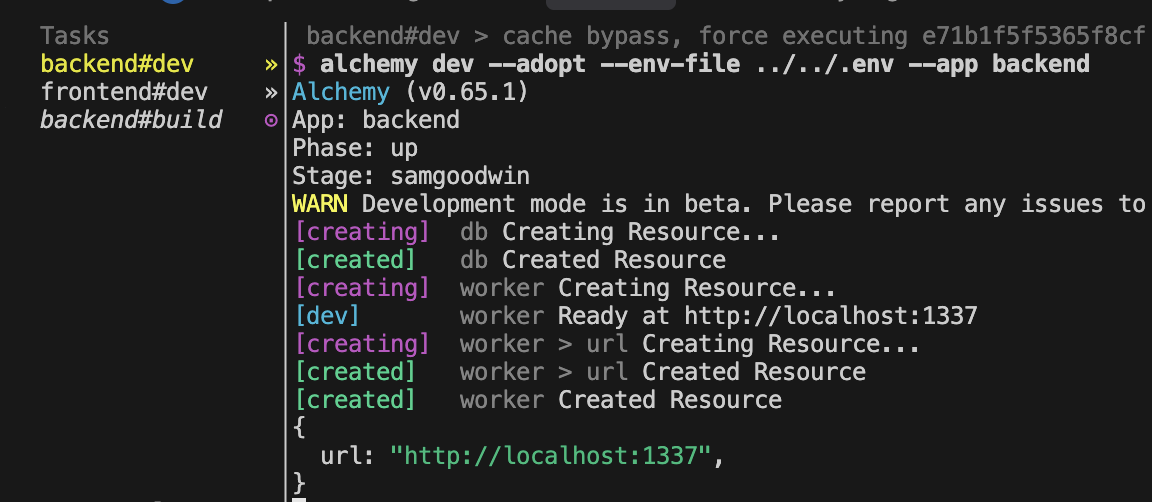 Tasks
backend#dev »
frontend#dev »
backend#build
backend#dev > cache bypass, force executing e71b1f5f5365f8cf
$ alchemy dev --adopt --env-file ../../.env --app backend
Alchemy (v0.65.1)
App: backend
Phase: up
Stage: samgoodwin
WARN Development mode is in beta. Please report any issues to
[creating] db Creating Resource...
[created] db Created Resource
[creating] worker Creating Resource...
[dev] worker Ready at http://localhost:1337
[creating] worker > url Creating Resource...
[created] worker > url Created Resource
[created] worker Created Resource
{
url: "http://localhost:1337",
}